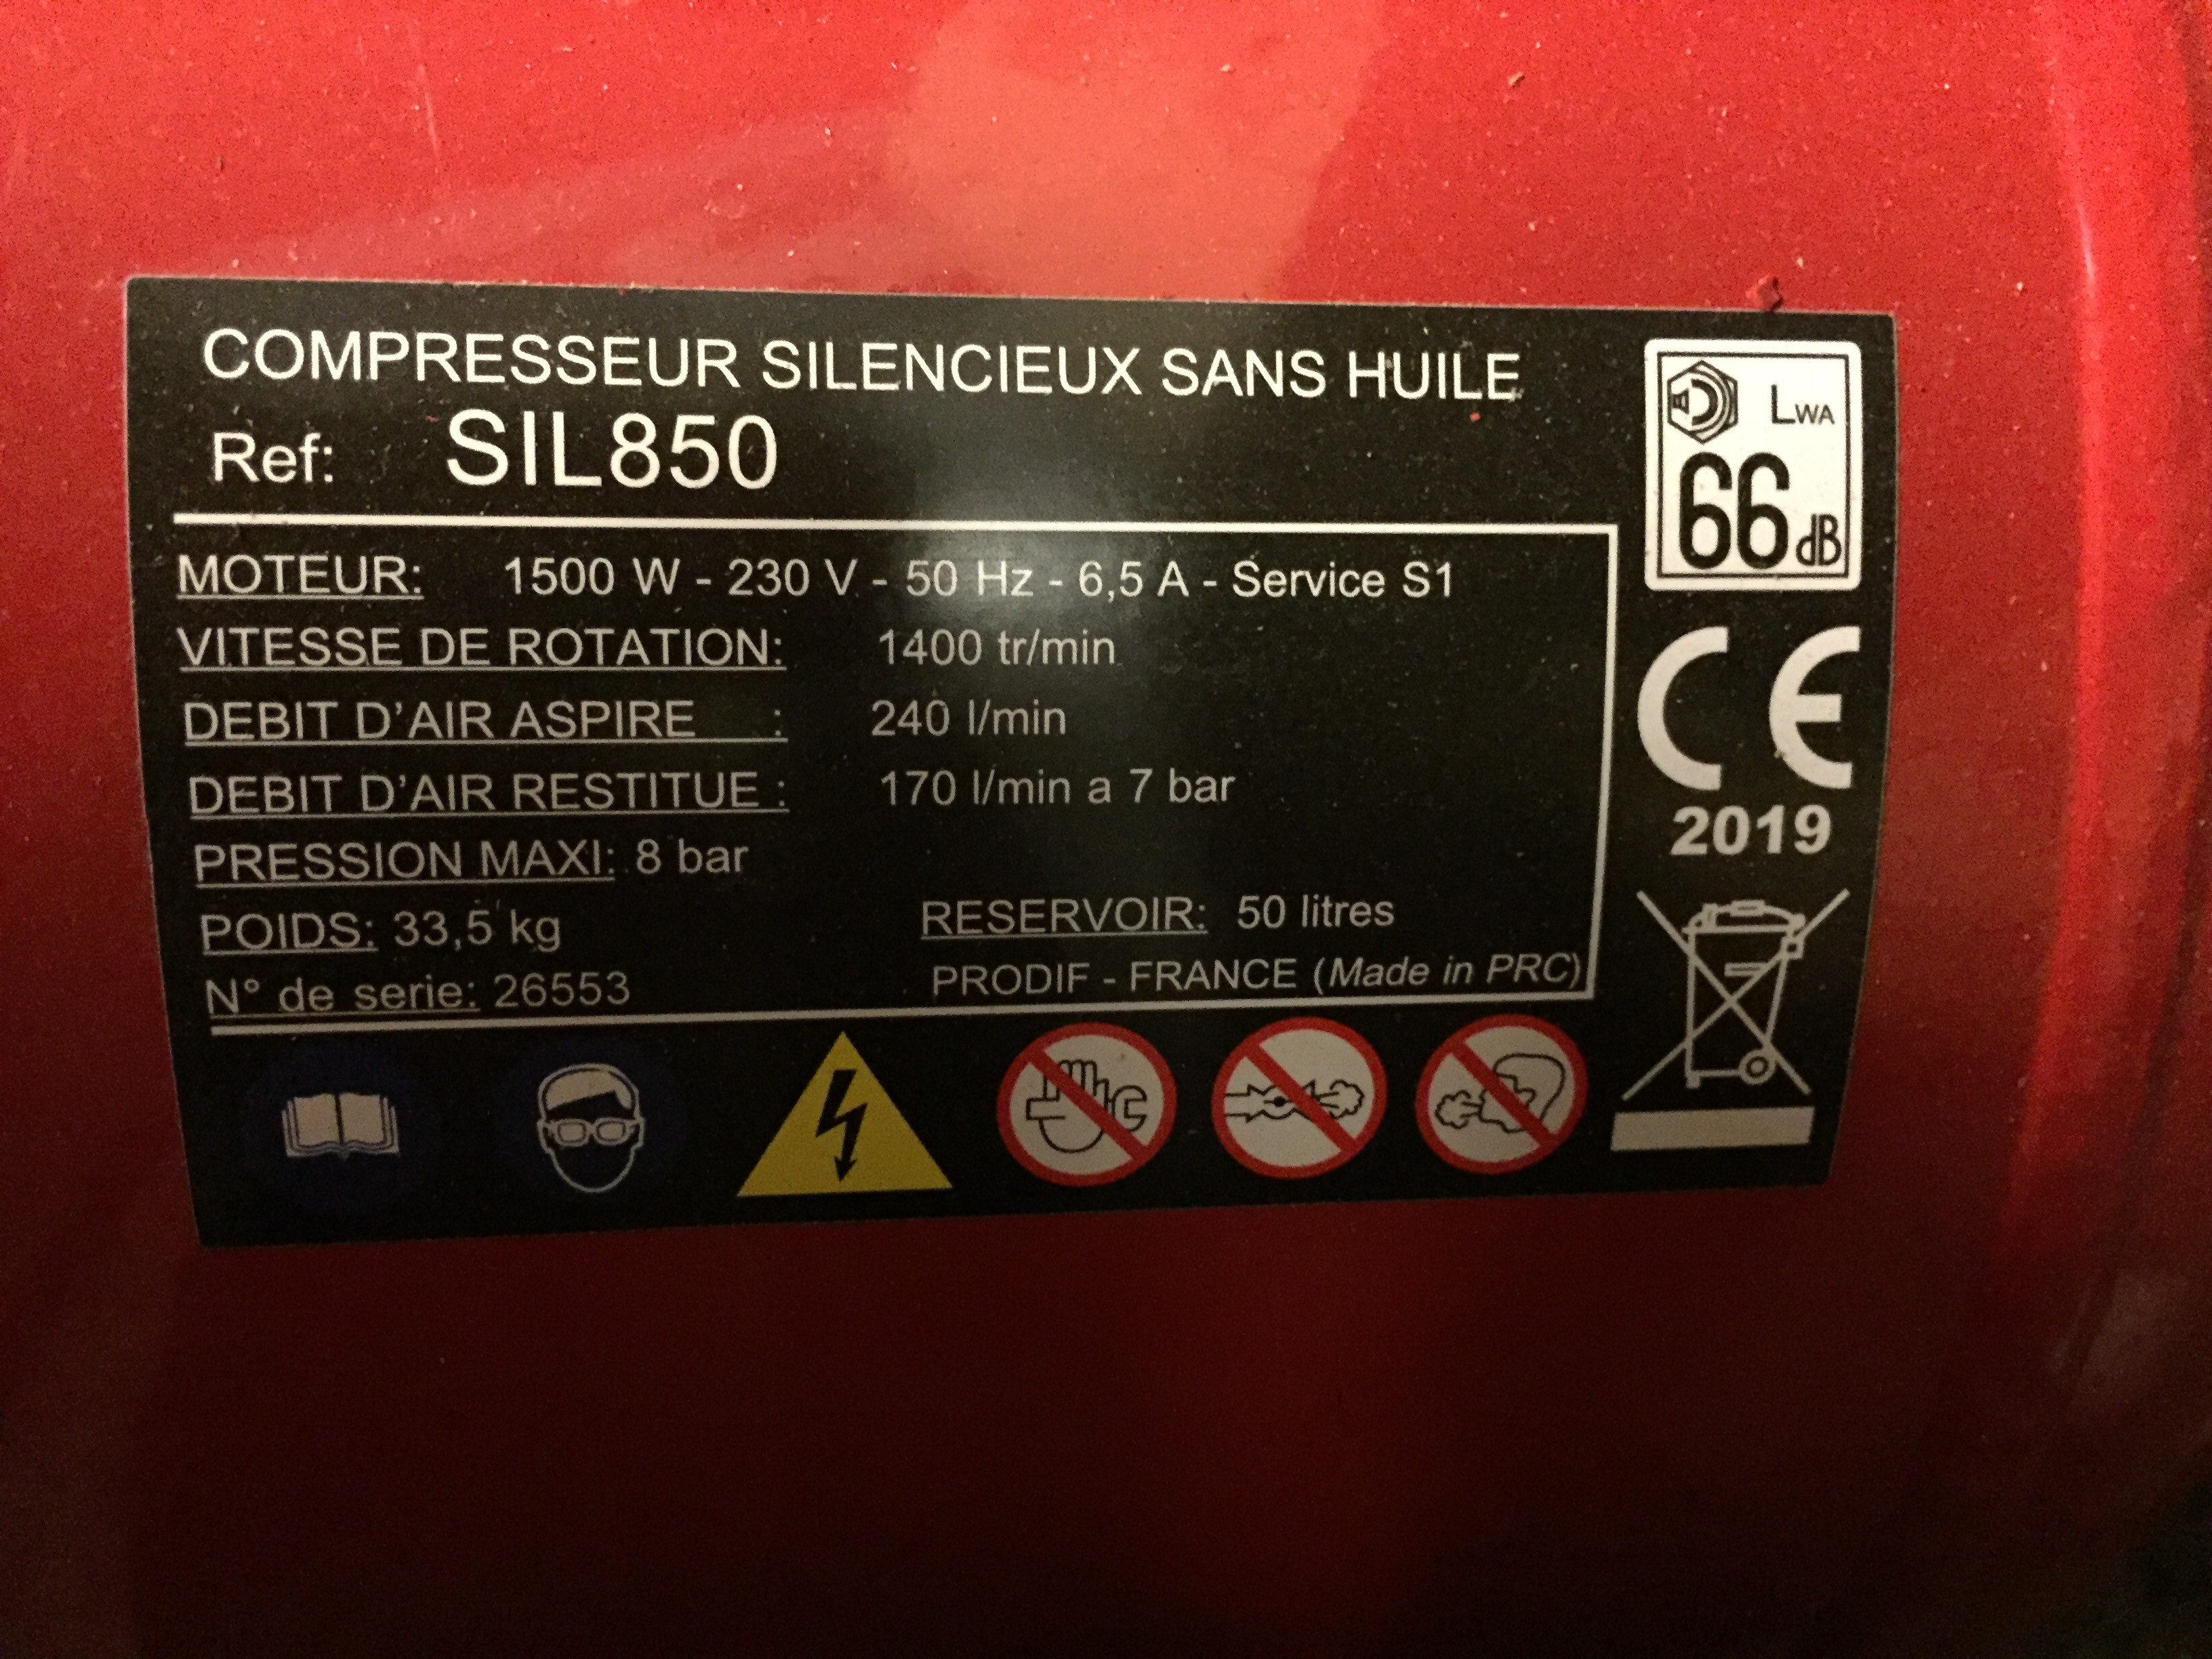 COMPRESSEUR SILENCIEUX SANS HUILE
Ref: SIL850
LWA
66 dB
MOTEUR: 1500 W - 230 V - 50 Hz - 6,5 A - Service S1
VITESSE DE ROTATION: 1400 tr/min
DEBIT D'AIR ASPIRE : 240 l/min
DEBIT D'AIR RESTITUE : 170 l/min a 7 bar
PRESSION MAXI: 8 bar
POIDS: 33,5 kg
RESERVOIR: 50 litres
N° de serie: 26553
PRODIF - FRANCE (Made in PRC)
CE
2019